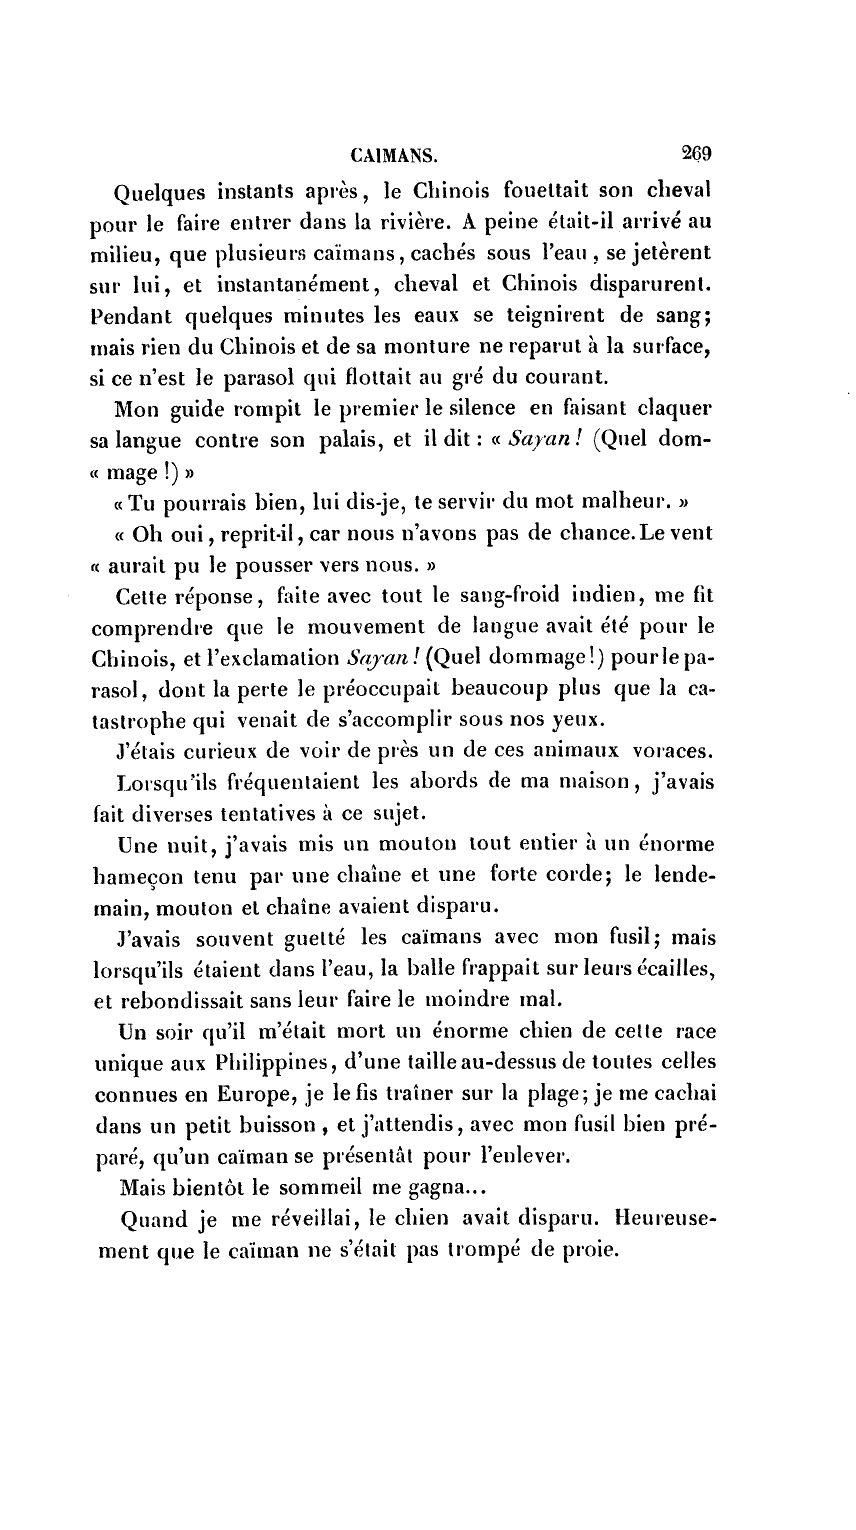 CAIMANS. 269
Quelques instants après, le Chinois fouettait son cheval
pour le faire entrer dans la rivière. A peine était-il arrivé au
milieu, que plusieurs caïmans, cachés sous l'eau, se jetèrent
sur lui, et instantanément, cheval et Chinois disparurent.
Pendant quelques minutes les eaux se teignirent de sang;
mais rien du Chinois et de sa monture ne reparut à la surface,
si ce n'est le parasol qui flottait au gré du courant.
Mon guide rompit le premier le silence en faisant claquer
sa langue contre son palais, et il dit : « Sayan! (Quel dom-
« mage !) »
« Tu pourrais bien, lui dis-je, te servir du mot malheur. »
« Oh oui, reprit-il, car nous n'avons pas de chance. Le vent
« aurait pu le pousser vers nous. »
Cette réponse, faite avec tout le sang-froid indien, me fit
comprendre que le mouvement de langue avait été pour le
Chinois, et l'exclamation Sayan! (Quel dommage!) pour le pa-
rasol, dont la perte le préoccupait beaucoup plus que la ca-
tastrophe qui venait de s'accomplir sous nos yeux.
J'étais curieux de voir de près un de ces animaux voraces.
Lorsqu'ils fréquentaient les abords de ma maison, j'avais
fait diverses tentatives à ce sujet.
Une nuit, j'avais mis un mouton tout entier à un énorme
hameçon tenu par une chaîne et une forte corde; le lende-
main, mouton et chaîne avaient disparu.
J'avais souvent guetté les caïmans avec mon fusil; mais
lorsqu'ils étaient dans l'eau, la balle frappait sur leurs écailles,
et rebondissait sans leur faire le moindre mal.
Un soir qu'il m'était mort un énorme chien de cette race
unique aux Philippines, d'une taille au-dessus de toutes celles
connues en Europe, je le fis traîner sur la plage; je me cachai
dans un petit buisson, et j'attendis, avec mon fusil bien pré-
paré, qu'un caïman se présentât pour l'enlever.
Mais bientôt le sommeil me gagna...
Quand je me réveillai, le chien avait disparu. Heureuse-
ment que le caïman ne s'était pas trompé de proie.